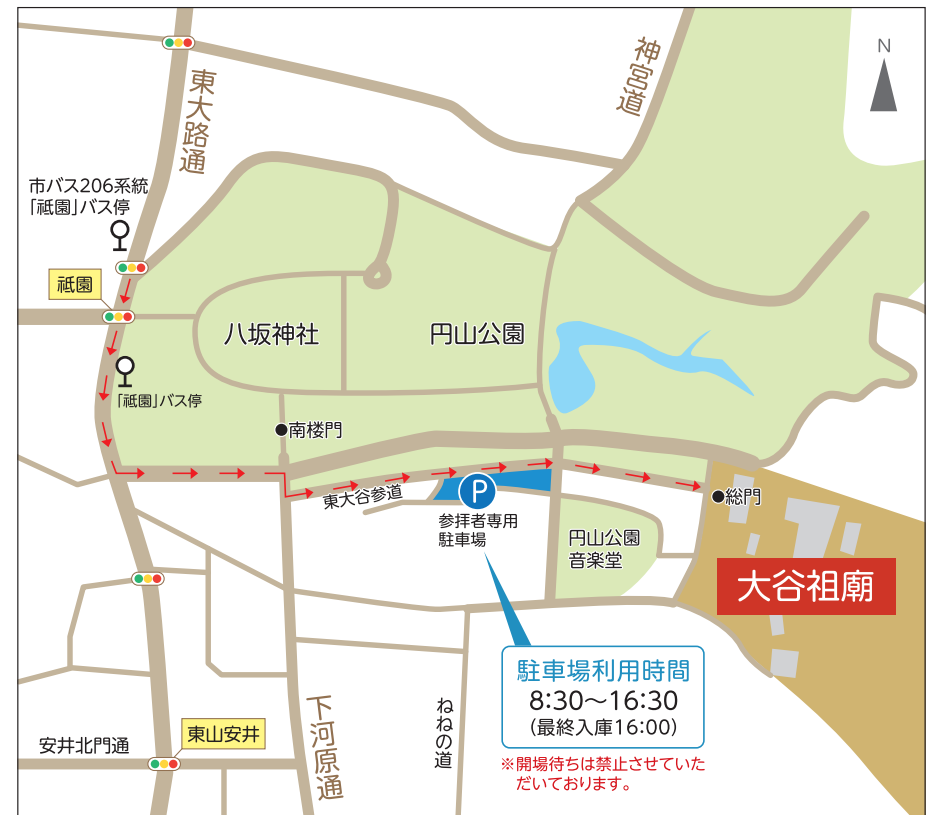 神宮道
N
東大路通
市バス206系統
「祇園」バス停
祇園
八坂神社
円山公園
「祇園」バス停
南楼門
東大谷参道
P
参拝者専用
駐車場
総門
円山公園
音楽堂
大谷祖廟
駐車場利用時間
8:30〜16:30
(最終入庫16:00)
※開場待ちは禁止させていた
だいております。
下河原通
ねねの道
東山安井
安井北門通